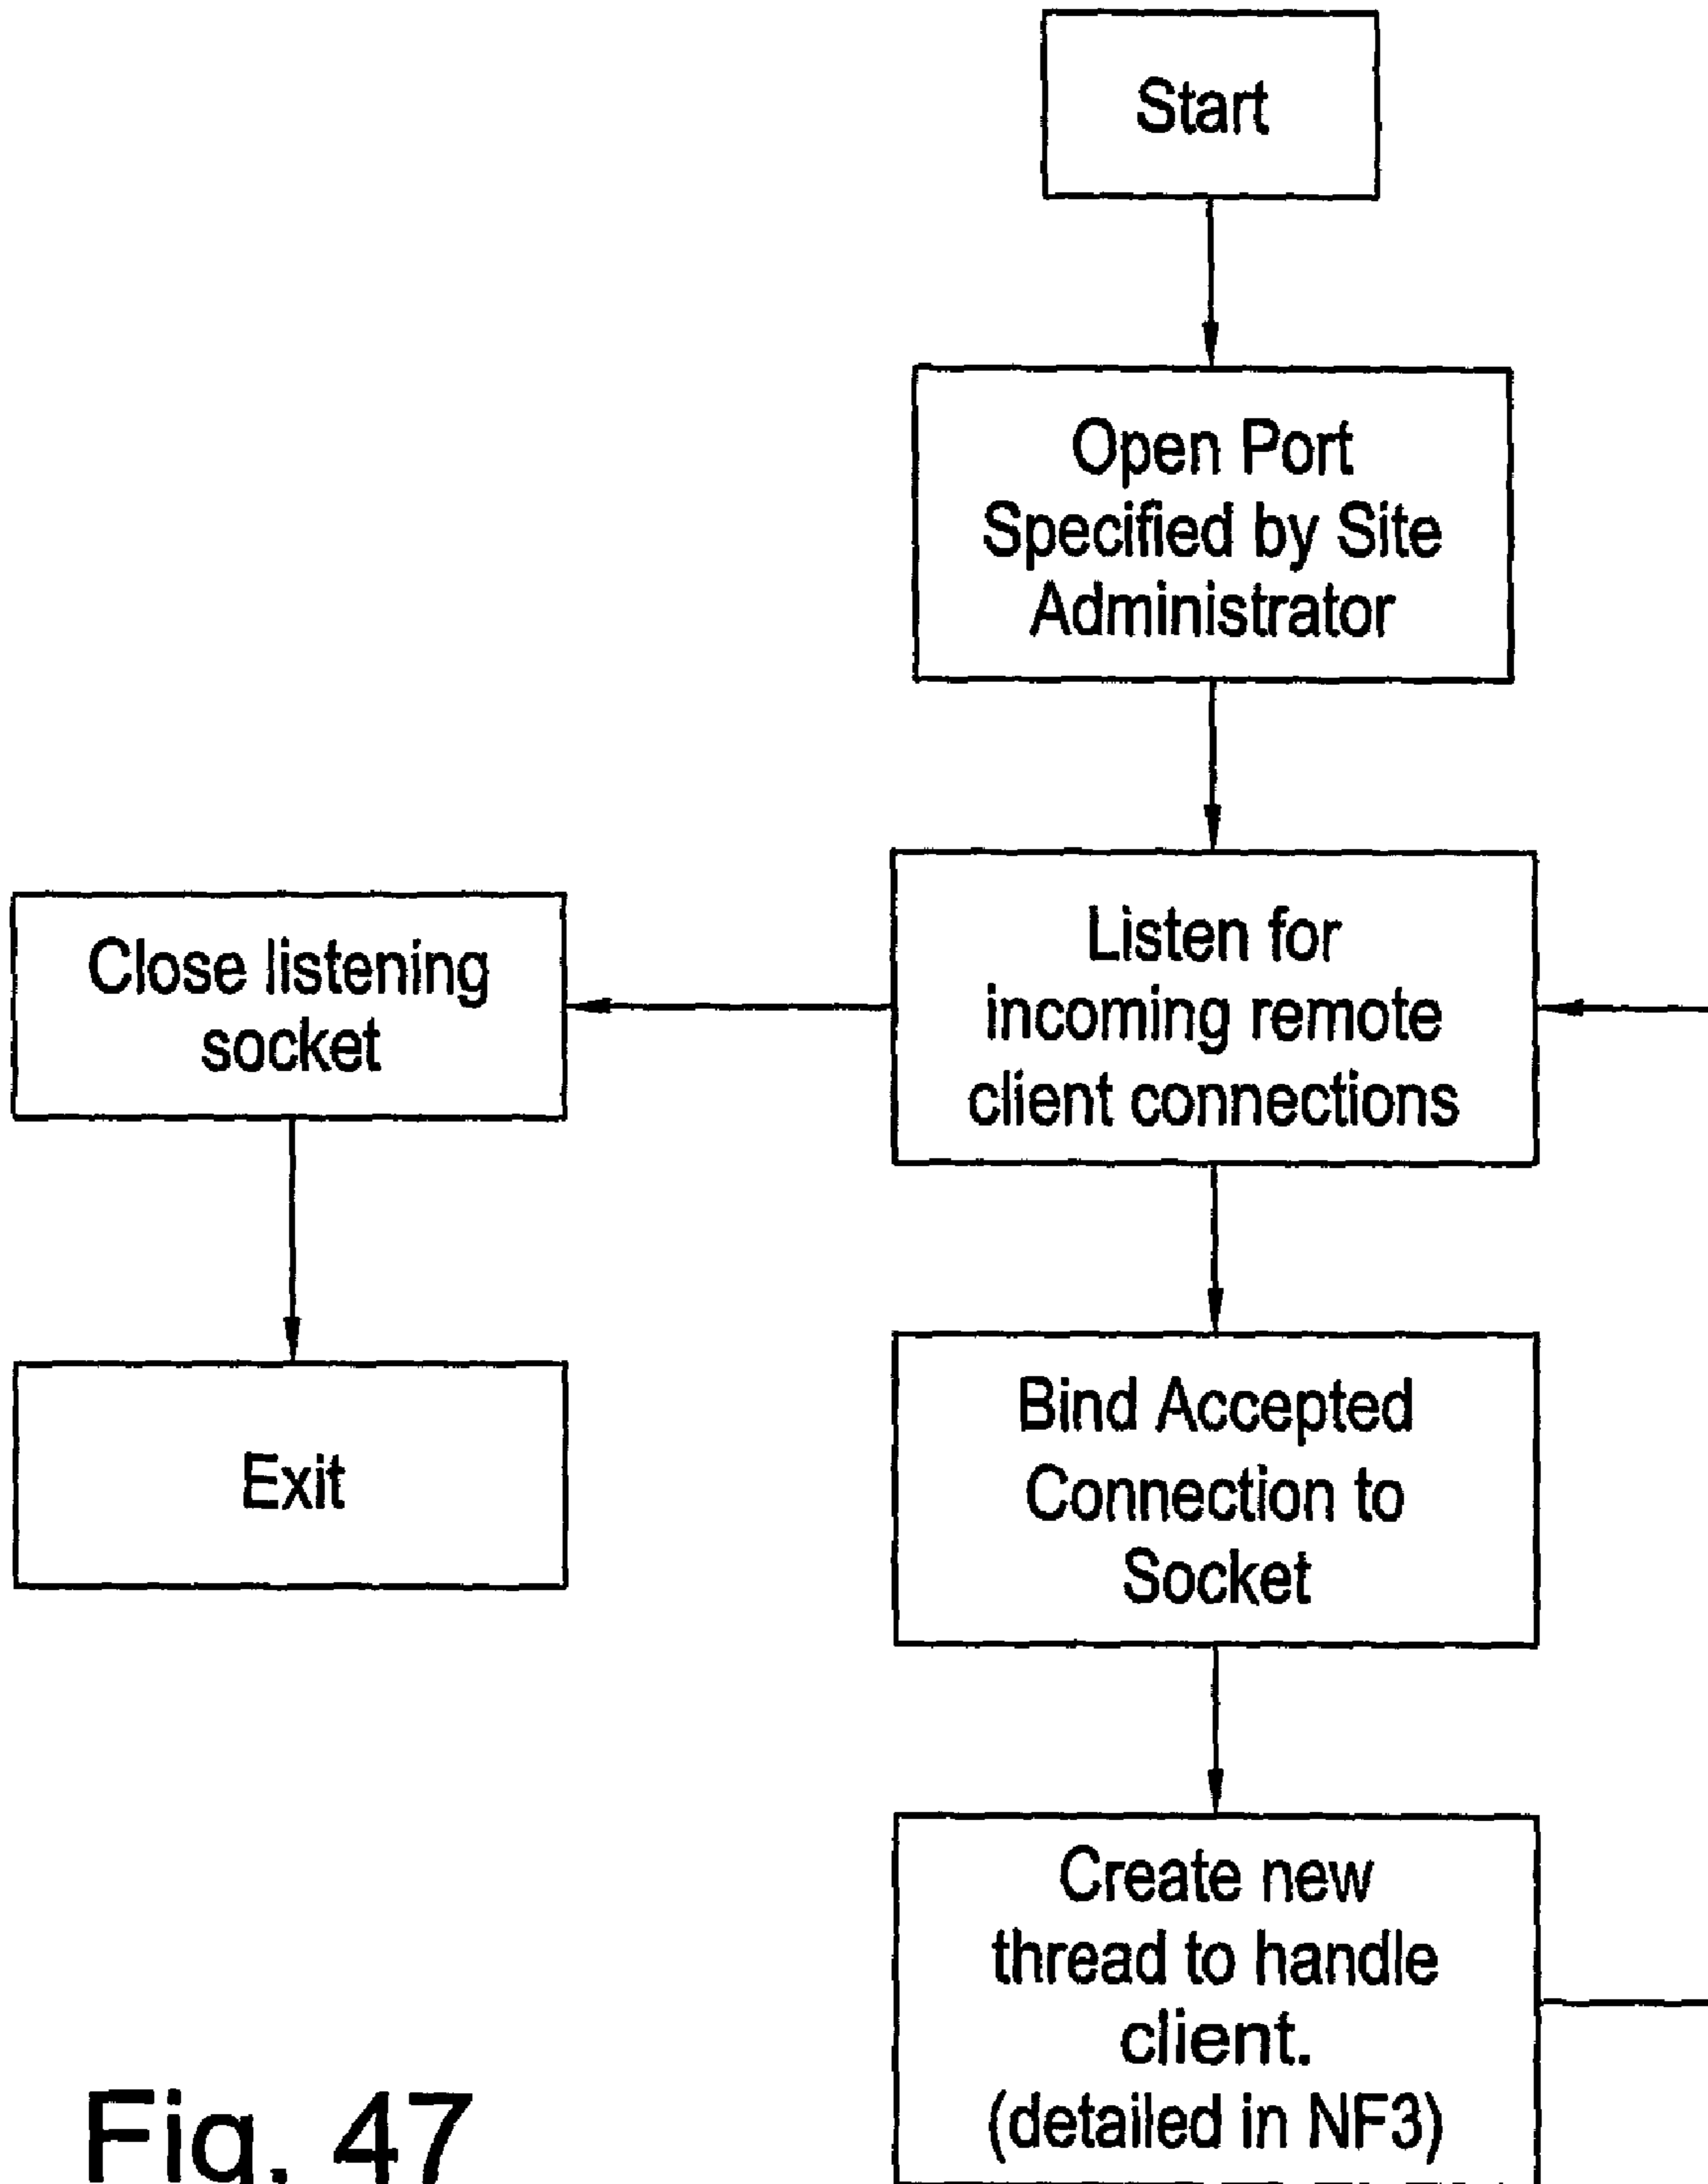 Start
Open Port
Specified by Site
Administrator
Listen for
incoming remote
client connections
Close listening
socket
Bind Accepted
Connection to
Socket
Exit
Create new
thread to handle
client.
(detailed in NF3)
Fig. 47